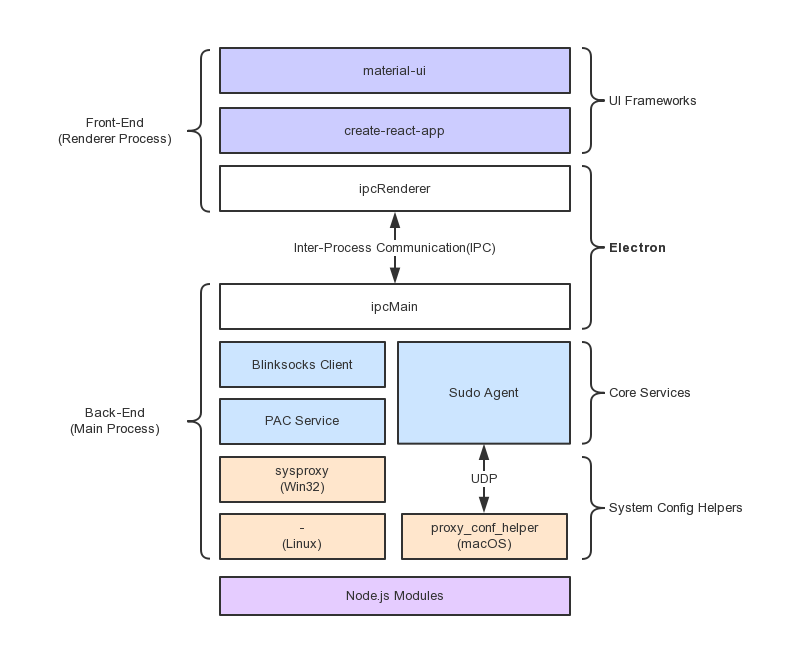 material-ui
UI Frameworks
Front-End
(Renderer Process)
create-react-app
ipcRenderer
Inter-Process Communication(IPC)
Electron
ipcMain
Blinksocks Client
Sudo Agent
Core Services
Back-End
(Main Process)
PAC Service
sysproxy
(Win32)
UDP
System Config Helpers
-
(Linux)
proxy_conf_helper
(macOS)
Node.js Modules